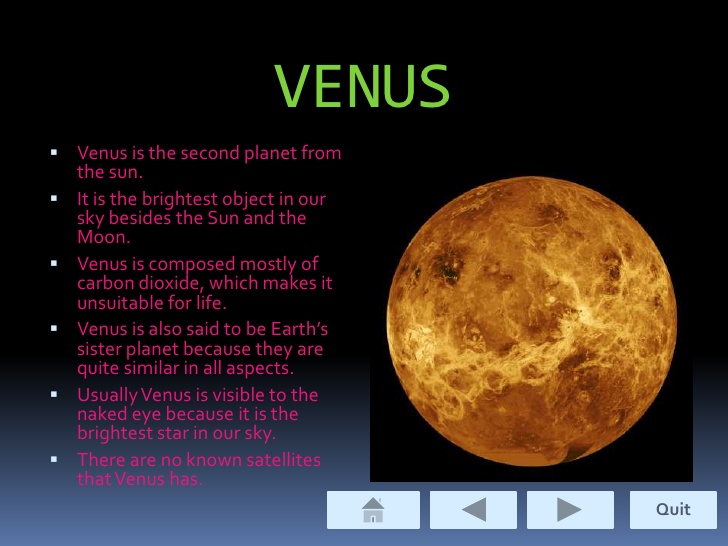 VENUS
Venus is the second planet from
the sun.
It is the brightest object in our
sky besides the Sun and the
Moon.
Venus is composed mostly of
carbon dioxide, which makes it
unsuitable for life.
Venus is also said to be Earth’s
sister planet because they are
quite similar in all aspects.
Usually Venus is visible to the
naked eye because it is the
brightest star in our sky.
There are no known satellites
that Venus has.
Quit